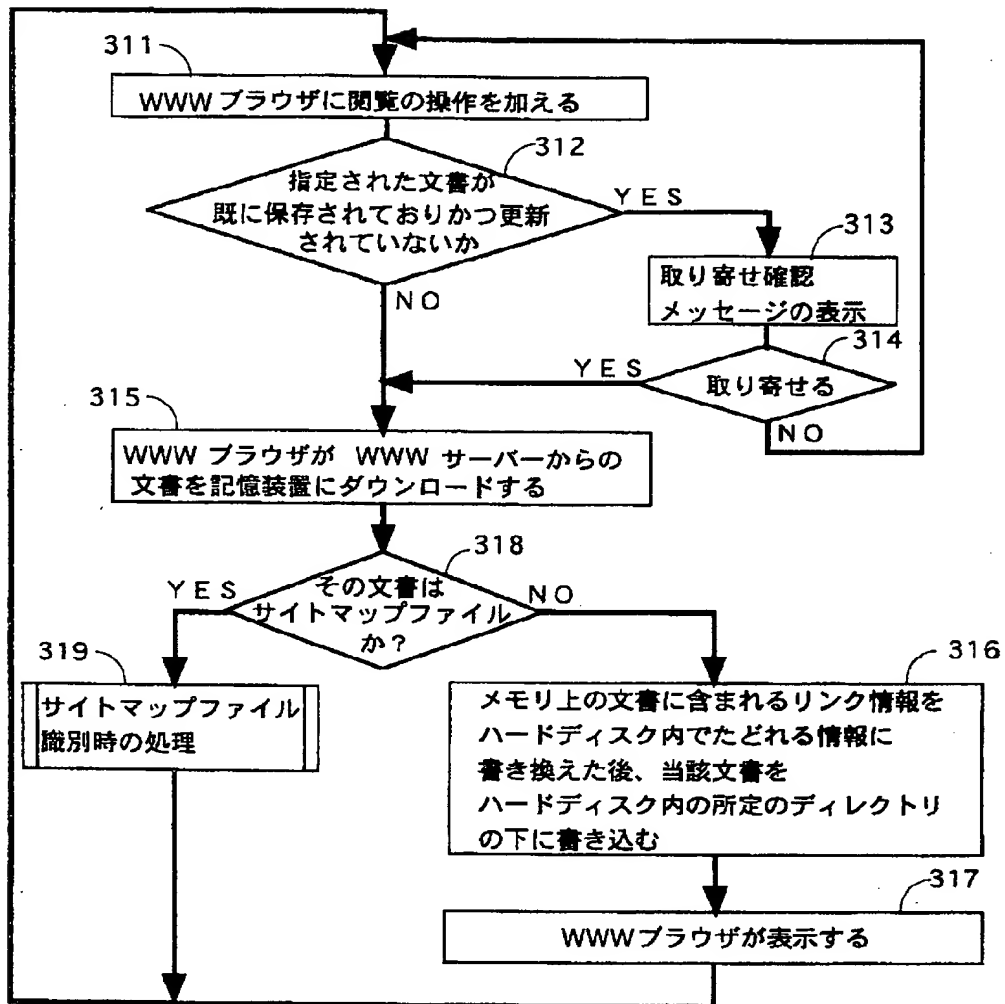 311
WWW ブラウザに閲覧の操作を加える
312
指定された文書が
既に保存されておりかつ更新
されていないか
YES
NO
313
取り寄せ確認
メッセージの表示
314
取り寄せる
YES
NO
315
WWW ブラウザが WWW サーバーからの
文書を記憶装置にダウンロードする
318
その文書は
サイトマップファイル
か？
YES
NO
319
サイトマップファイル
識別時の処理
316
メモリ上の文書に含まれるリンク情報を
ハードディスク内でたどれる情報に
書き換えた後、当該文書を
ハードディスク内の所定のディレクトリ
の下に書き込む
317
WWWブラウザが表示する